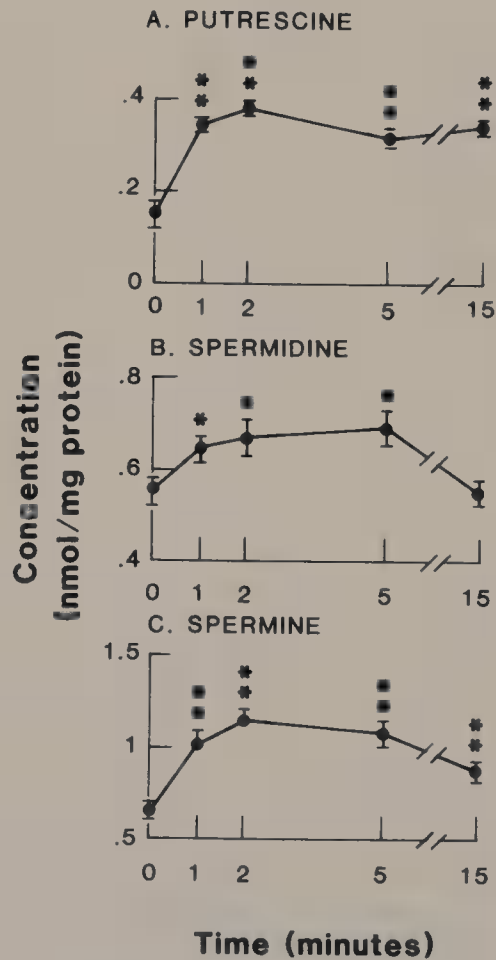 A. PUTRESCINE
* * * *
.4
.2
0
0 1 2 5 15
B. SPERMIDINE
*
.8
.6
.4
0 1 2 5 15
C. SPERMINE
* * * *
1.5
1
.5
0 1 2 5 15
Concentration
(nmol/mg protein)
Time (minutes)